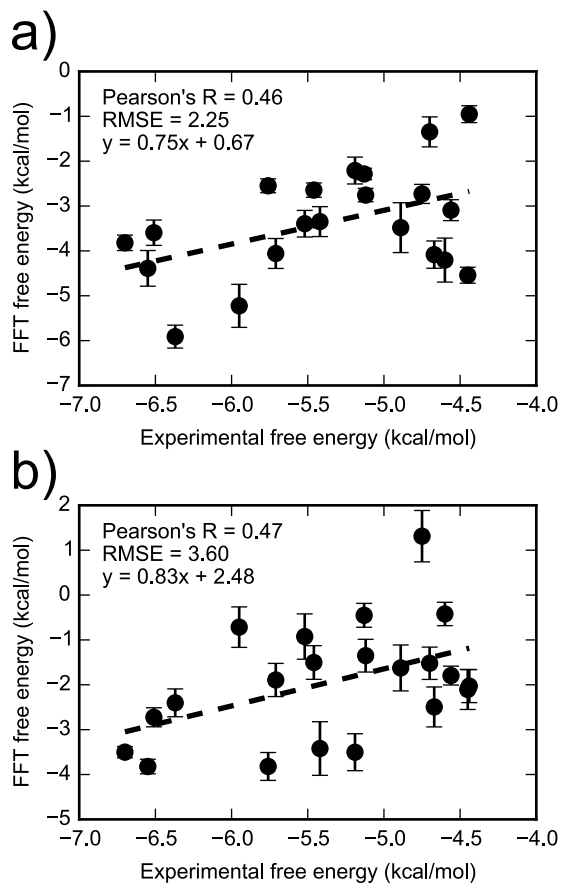 a)
0
−1
−2
−3
−4
−5
−6
−7
FFT free energy (kcal/mol)
Pearson's R = 0.46
RMSE = 2.25
y = 0.75x + 0.67
−7.0 −6.5 −6.0 −5.5 −5.0 −4.5 −4.0
Experimental free energy (kcal/mol)
b)
2
1
0
−1
−2
−3
−4
−5
FFT free energy (kcal/mol)
Pearson's R = 0.47
RMSE = 3.60
y = 0.83x + 2.48
−7.0 −6.5 −6.0 −5.5 −5.0 −4.5 −4.0
Experimental free energy (kcal/mol)